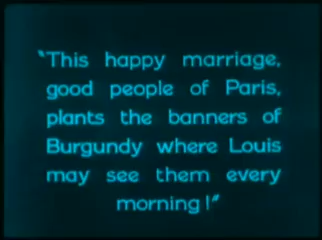 "This happy marriage,
good people of Paris,
plants the banners of
Burgundy where Louis
may see them every
morning!"